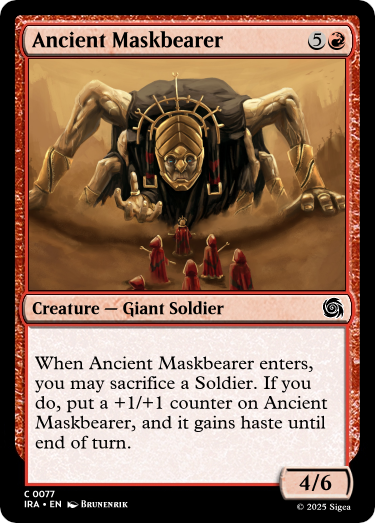 Ancient Maskbearer 5
Creature — Giant Soldier
When Ancient Maskbearer enters,
you may sacrifice a Soldier. If you
do, put a +1/+1 counter on Ancient
Maskbearer, and it gains haste until
end of turn.
4/6
C 0077
IRA • EN Brunenrik
© 2025 Sigea